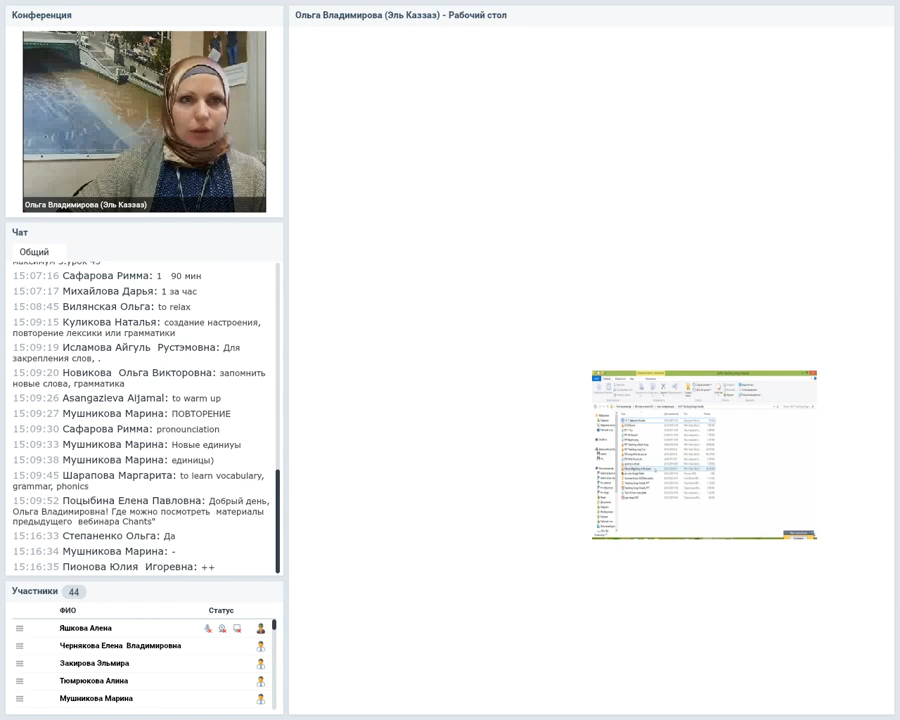 Конференция
Ольга Владимирова (Эль Каззаз)
Чат
Общий
15:07:16 Сафарова Римма: 1 90 мин
15:07:17 Михайлова Дарья: 1 за час
15:08:45 Вилянская Ольга: to relax
15:09:15 Куликова Наталья: создание настроения,
повторение лексики или грамматики
15:09:19 Исламова Айгуль Рустэмовна: Для
закрепления слов, .
15:09:20 Новикова Ольга Викторовна: запомнить
новые слова, грамматика
15:09:26 Asangazieva Aijamal: to warm up
15:09:27 Мушникова Марина: ПОВТОРЕНИЕ
15:09:30 Сафарова Римма: pronounciation
15:09:33 Мушникова Марина: Новые единиуы
15:09:38 Мушникова Марина: единицы)
15:09:45 Шарапова Маргарита: to learn vocabulary,
grammar, phonics
15:09:52 Поцыбина Елена Павловна: Добрый день,
Ольга Владимировна! Где можно посмотреть материалы
предыдущего вебинара Chants"
15:16:33 Степаненко Ольга: Да
15:16:34 Мушникова Марина: -
15:16:35 Пионова Юлия Игоревна: ++
Участники 44
ФИО Статус
Яшкова Алена
Чернякова Елена Владимировна
Закирова Эльмира
Тюмрюкова Алина
Мушникова Марина
Ольга Владимирова (Эль Каззаз) - Рабочий стол